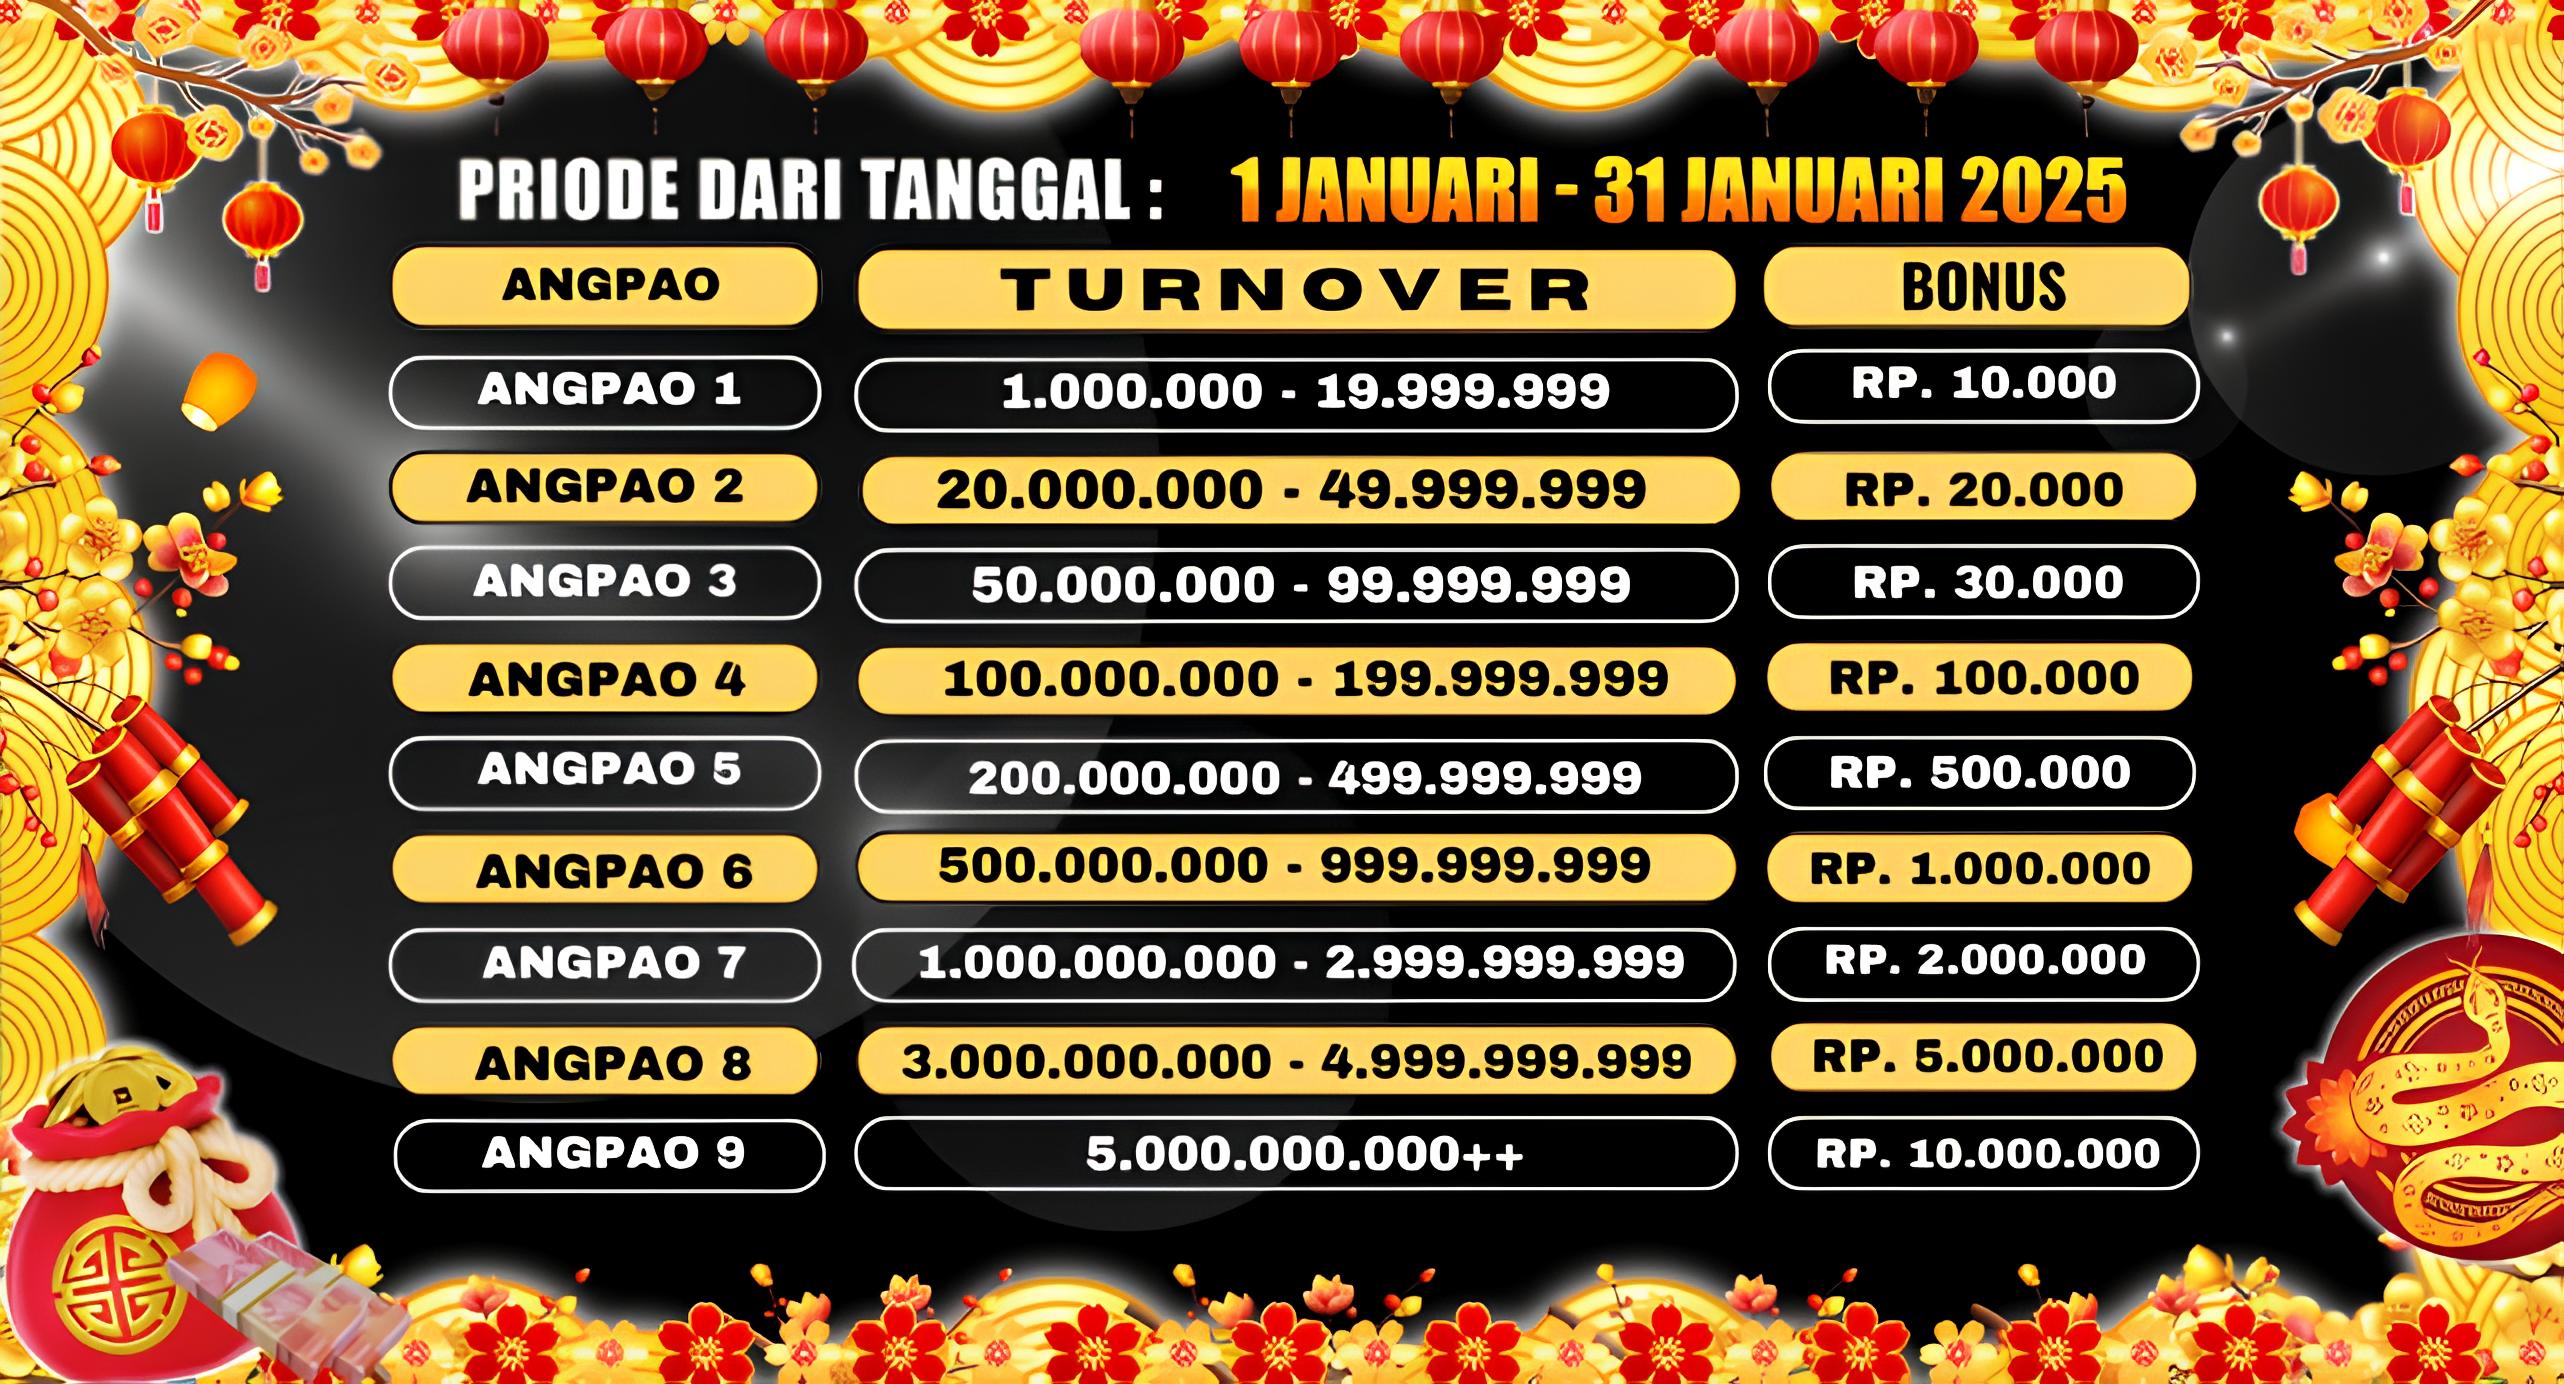 PRIODE DARI TANGGAL : 1 JANUARI - 31 JANUARI 2025
ANGPAO TURNOVER BONUS
ANGPAO 1 1.000.000 - 19.999.999 RP. 10.000
ANGPAO 2 20.000.000 - 49.999.999 RP. 20.000
ANGPAO 3 50.000.000 - 99.999.999 RP. 30.000
ANGPAO 4 100.000.000 - 199.999.999 RP. 100.000
ANGPAO 5 200.000.000 - 499.999.999 RP. 500.000
ANGPAO 6 500.000.000 - 999.999.999 RP. 1.000.000
ANGPAO 7 1.000.000.000 - 2.999.999.999 RP. 2.000.000
ANGPAO 8 3.000.000.000 - 4.999.999.999 RP. 5.000.000
ANGPAO 9 5.000.000.000++ RP. 10.000.000